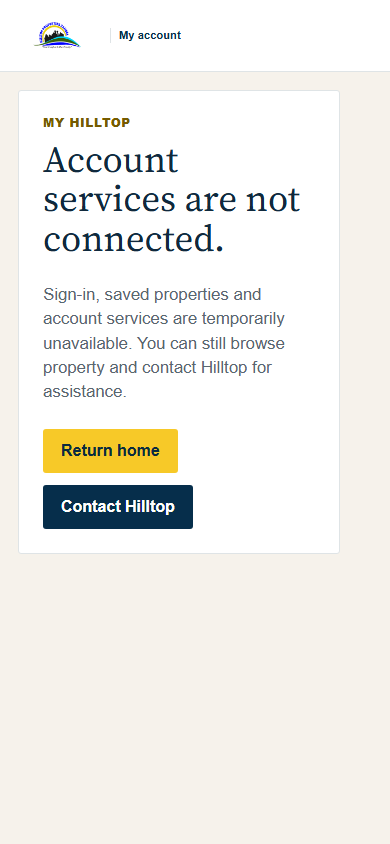 My account
MY HILLTOP
Account
services are not
connected.
Sign-in, saved properties and
account services are temporarily
unavailable. You can still browse
property and contact Hilltop for
assistance.
Return home
Contact Hilltop